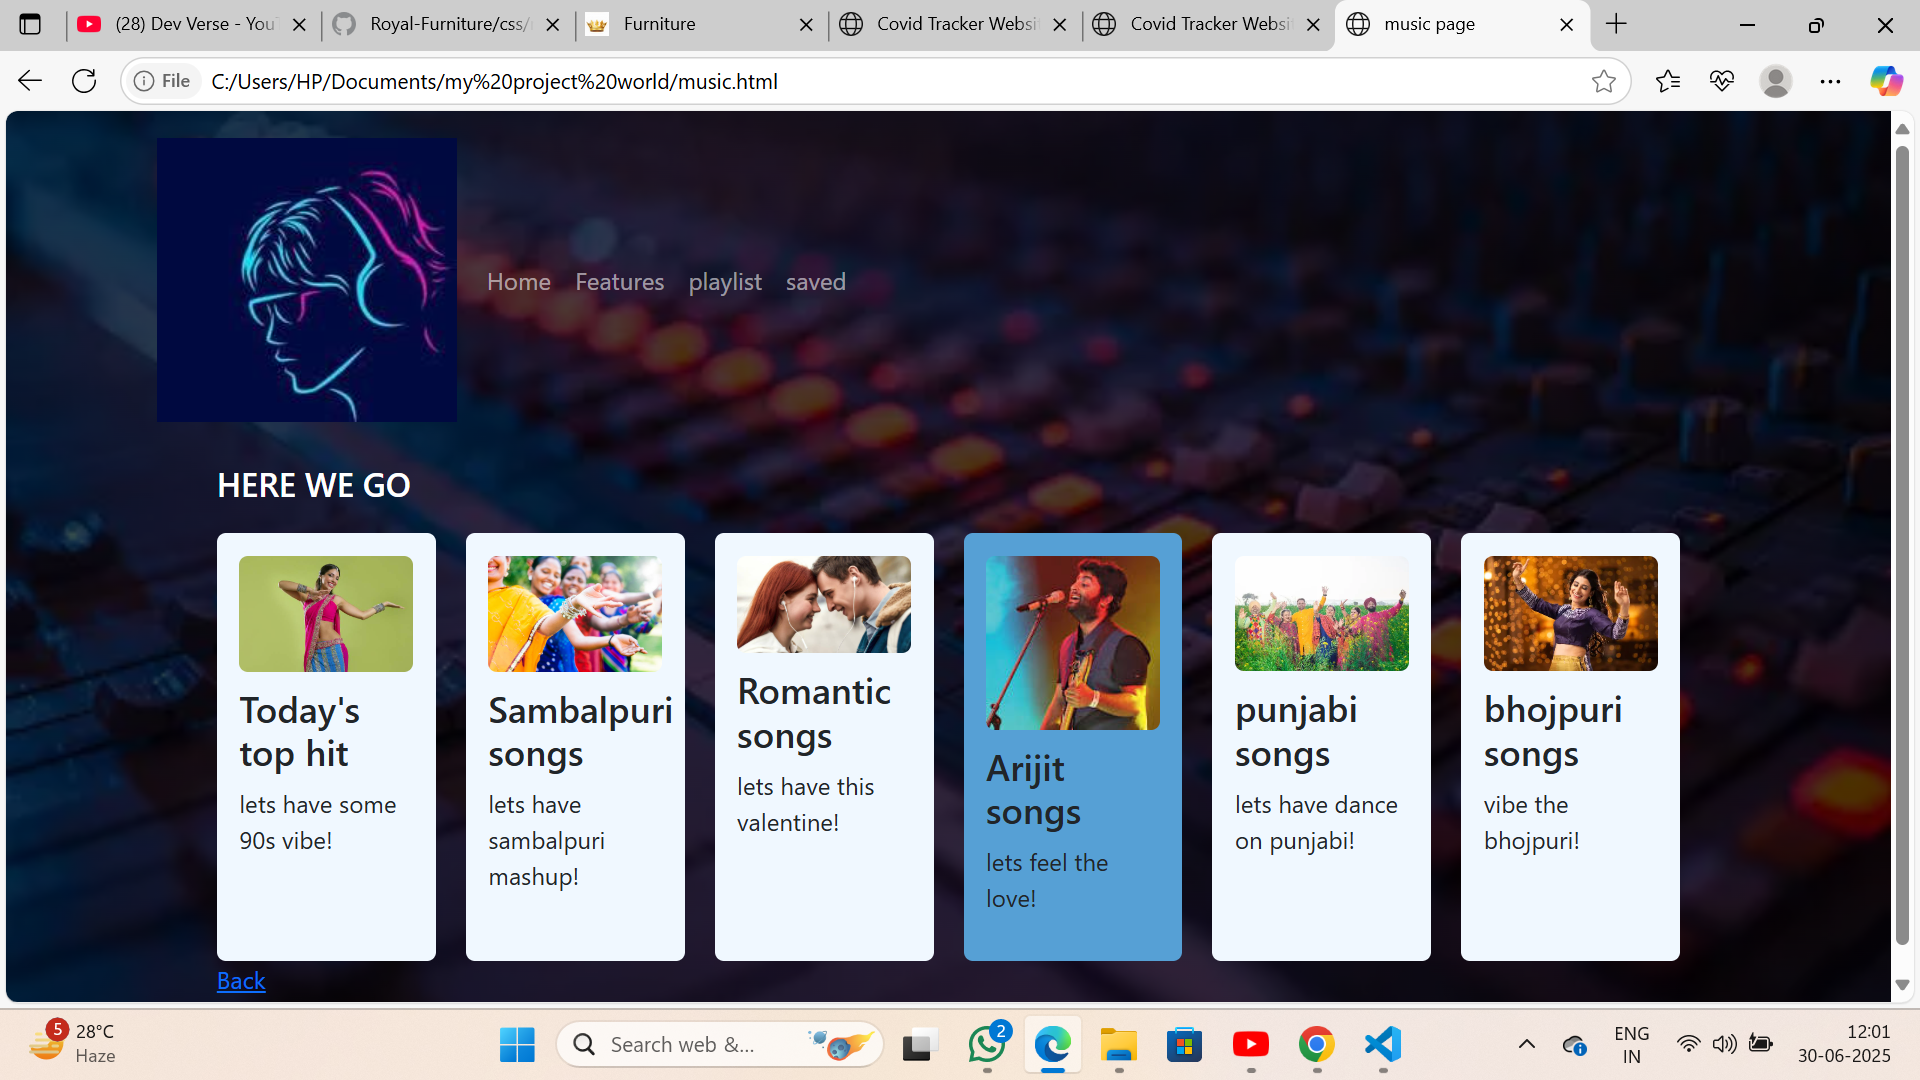 (28) Dev Verse - You
Royal-Furniture/css/
Furniture
Covid Tracker Websi
Covid Tracker Websi
music page
File
C:/Users/HP/Documents/my%20project%20world/music.html
Home
Features
playlist
saved
HERE WE GO
Today's
top hit
lets have some
90s vibe!
Sambalpuri
songs
lets have
sambalpuri
mashup!
Romantic
songs
lets have this
valentine!
Arijit
songs
lets feel the
love!
punjabi
songs
lets have dance
on punjabi!
bhojpuri
songs
vibe the
bhojpuri!
Back
5
28°C
Haze
Search web &...
2
ENG
IN
12:01
30-06-2025